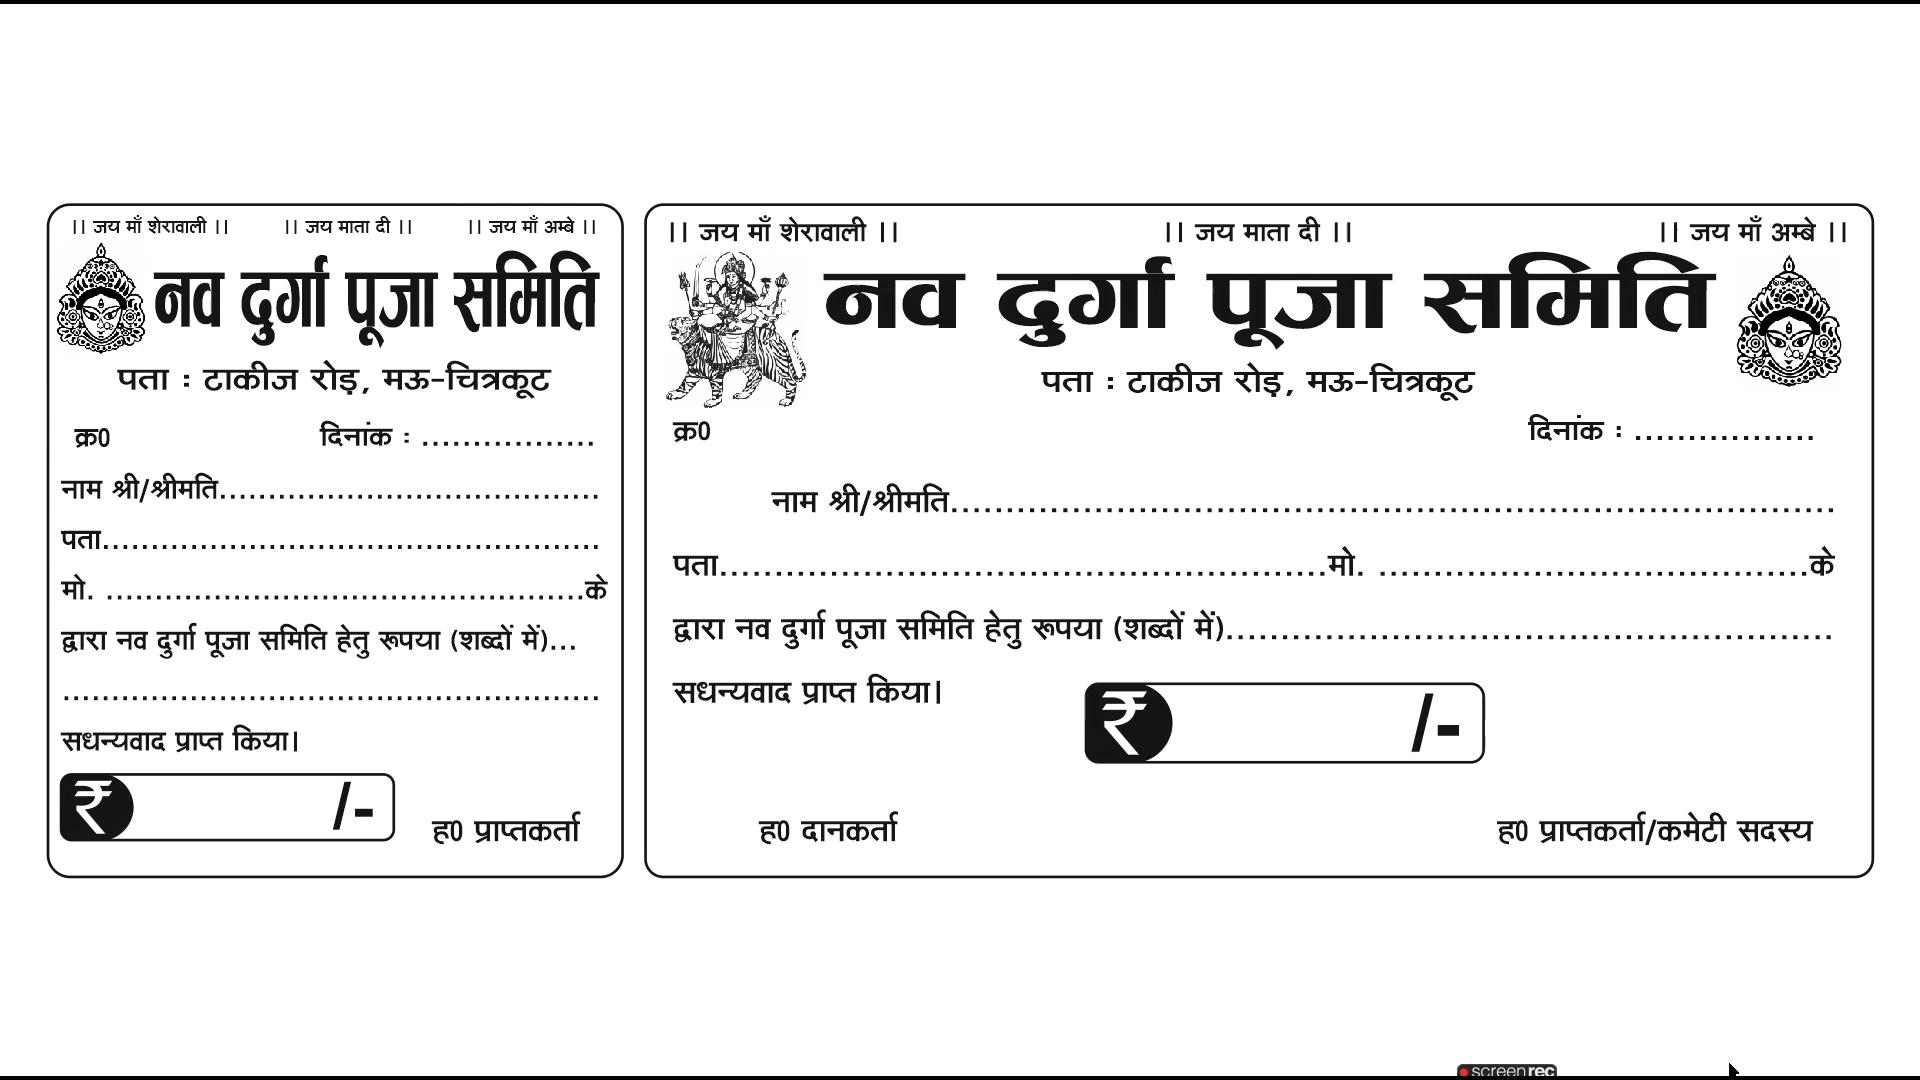 ।। जय माँ शेरावाली ।। ।। जय माता दी ।। ।। जय माँ अम्बे ।।
नव दुर्गा पूजा समिति
पता : टाकीज रोड़, मऊ-चित्रकूट
क्र0 दिनांक : .................
नाम श्री/श्रीमति......................................
पता..................................................
मो. ................................................के
द्वारा नव दुर्गा पूजा समिति हेतु रूपया (शब्दों में)...
......................................................
सधन्यवाद प्राप्त किया।
₹ /-
ह0 प्राप्तकर्ता
।। जय माँ शेरावाली ।। ।। जय माता दी ।। ।। जय माँ अम्बे ।।
नव दुर्गा पूजा समिति
पता : टाकीज रोड़, मऊ-चित्रकूट
क्र0 दिनांक : .................
नाम श्री/श्रीमति................................................................................
पता.......................................................मो. .......................................के
द्वारा नव दुर्गा पूजा समिति हेतु रूपया (शब्दों में).......................................................
सधन्यवाद प्राप्त किया।
₹ /-
ह0 दानकर्ता ह0 प्राप्तकर्ता/कमेटी सदस्य
screenrec